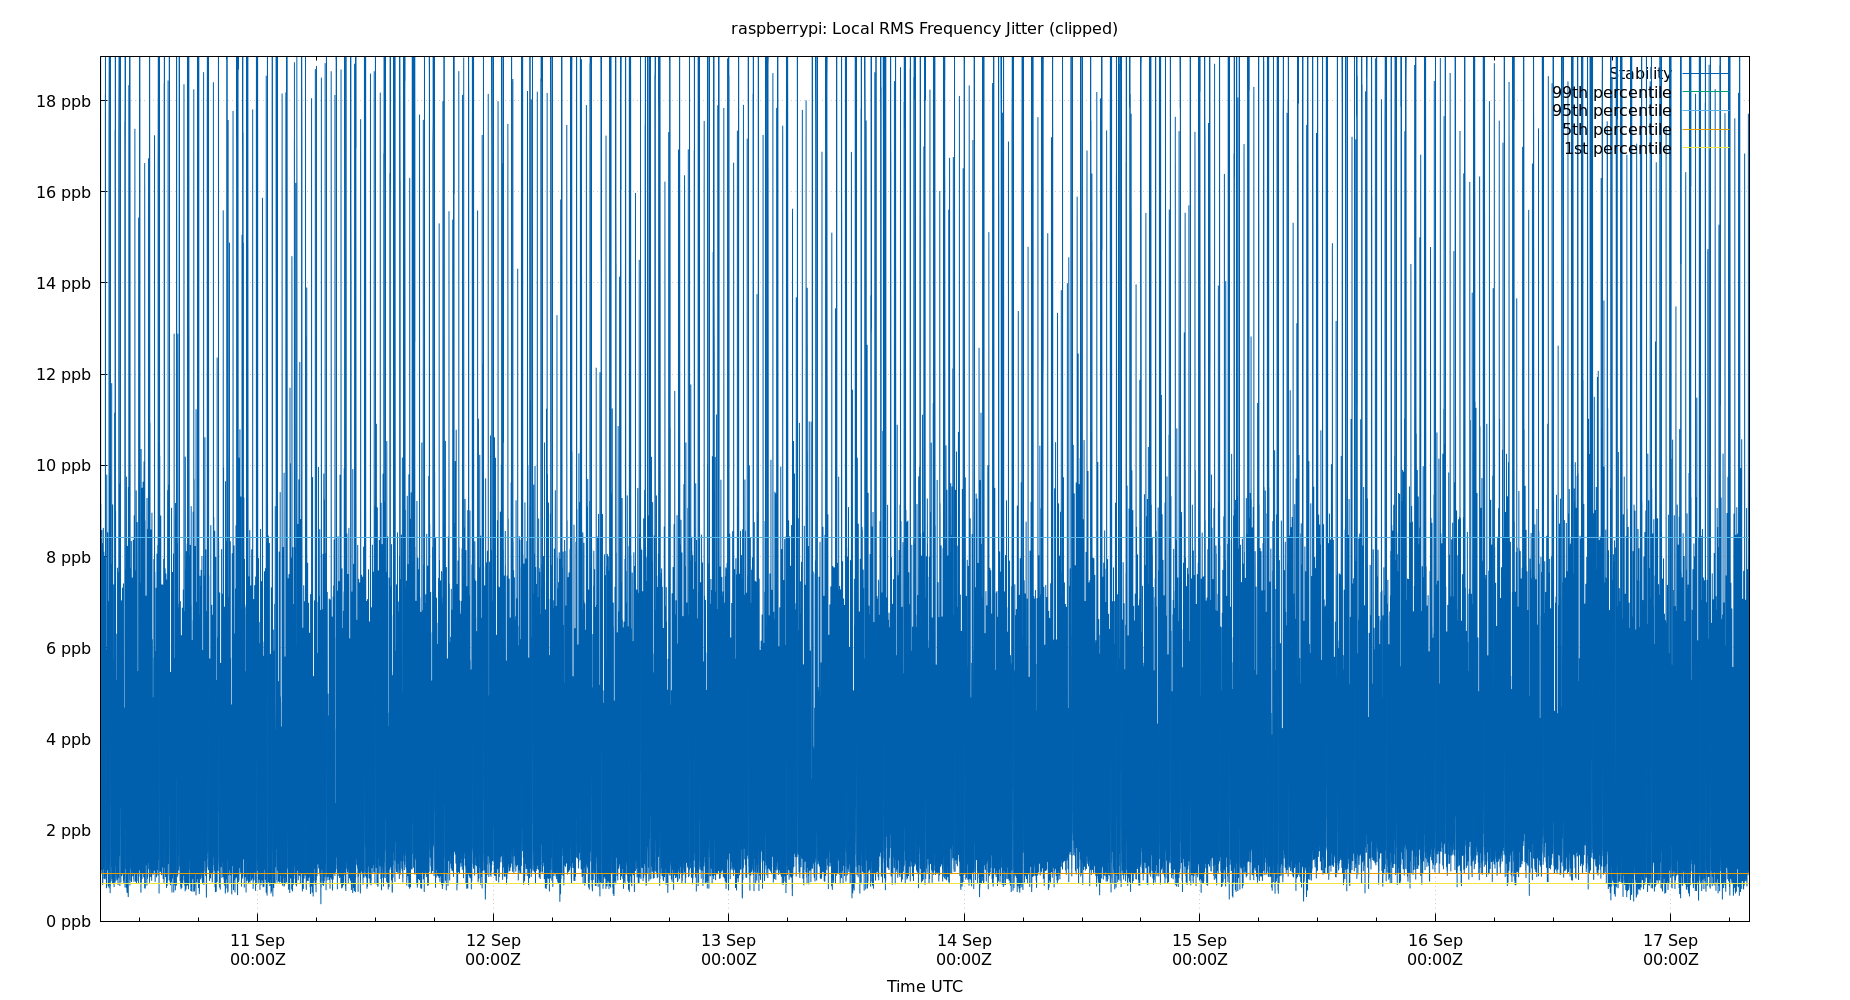 raspberrypi: Local RMS Frequency Jitter (clipped)
Stability
99th percentile
95th percentile
5th percentile
1st percentile
18 ppb
16 ppb
14 ppb
12 ppb
10 ppb
8 ppb
6 ppb
4 ppb
2 ppb
0 ppb
11 Sep 12 Sep 13 Sep 14 Sep 15 Sep 16 Sep 17 Sep
00:00Z 00:00Z 00:00Z 00:00Z 00:00Z 00:00Z 00:00Z
Time UTC